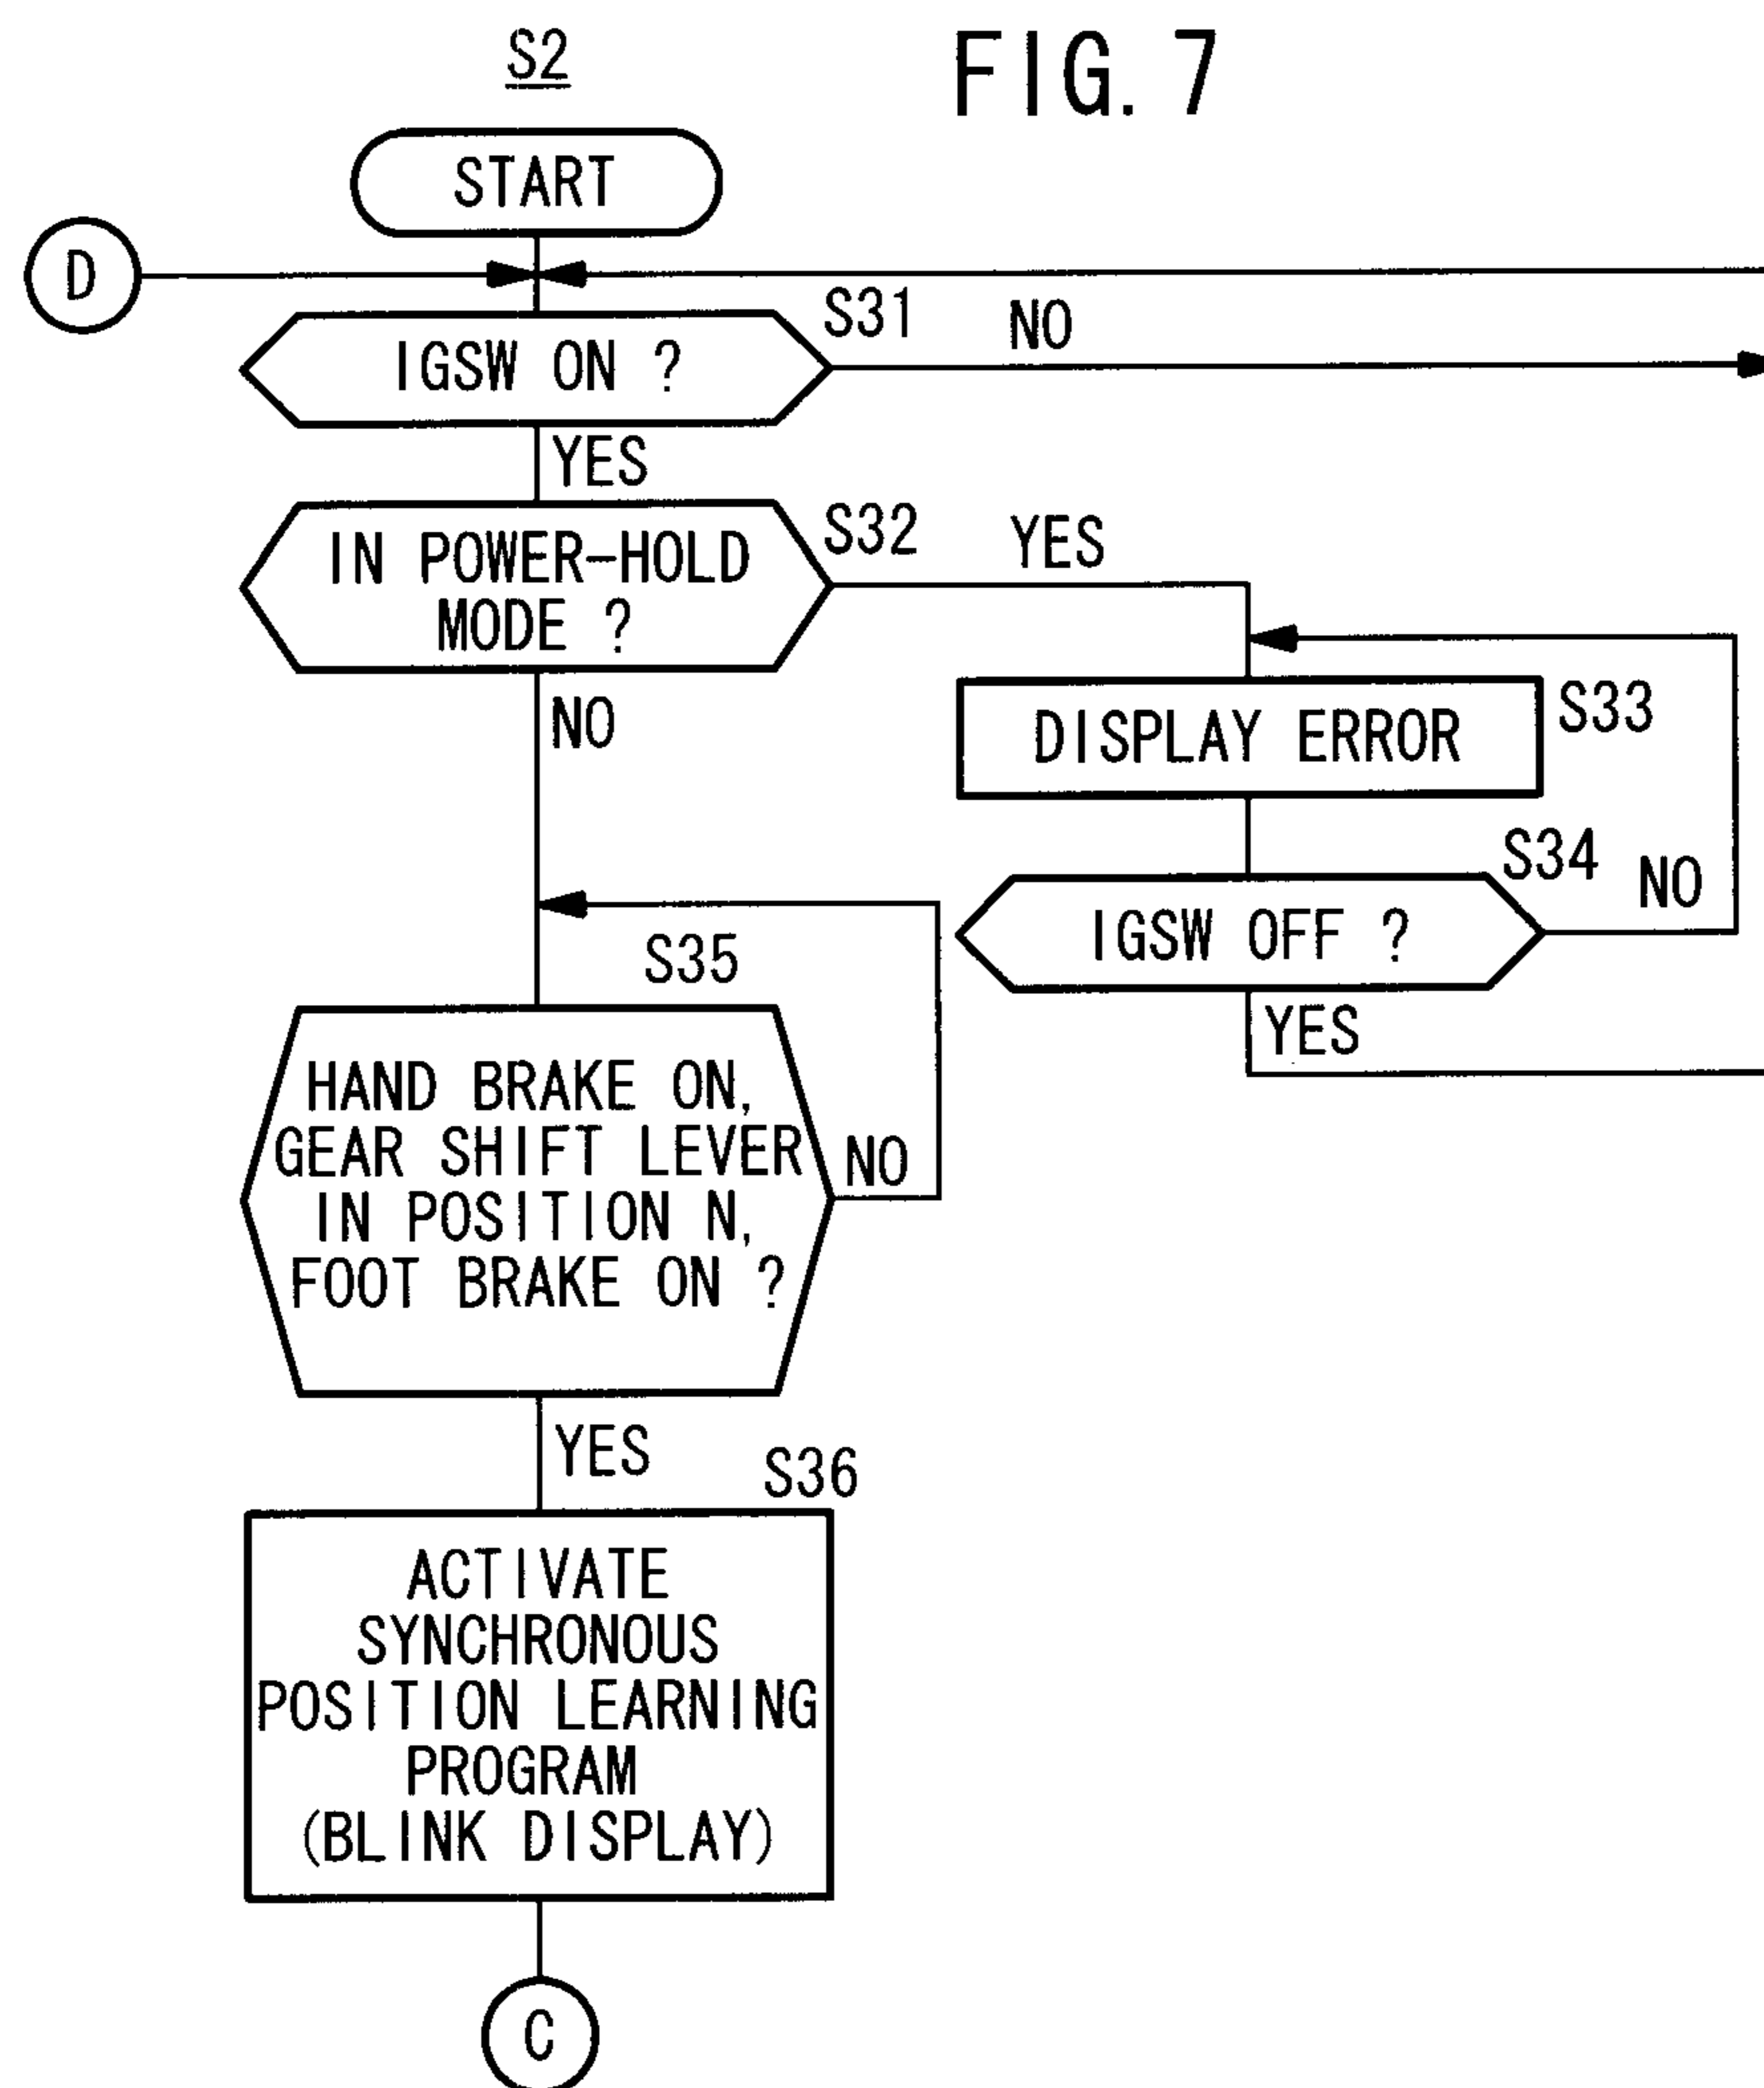 S2
FIG. 7
START
D
S31
NO
IGSW ON ?
YES
S32
YES
IN POWER-HOLD
MODE ?
NO
S33
DISPLAY ERROR
S34
NO
IGSW OFF ?
YES
S35
HAND BRAKE ON,
GEAR SHIFT LEVER
IN POSITION N,
FOOT BRAKE ON ?
NO
YES
S36
ACTIVATE
SYNCHRONOUS
POSITION LEARNING
PROGRAM
(BLINK DISPLAY)
C